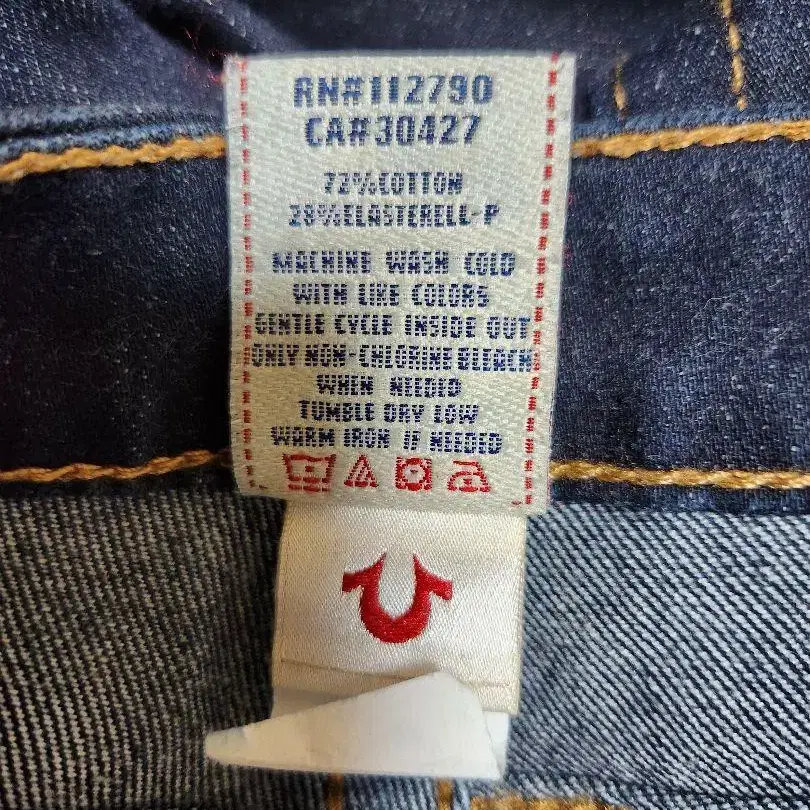 RN#112790
CA#30427
72%COTTON
28%ELASTERELL-P
MACHINE WASH COLD
WITH LIKE COLORS
GENTLE CYCLE INSIDE OUT
ONLY NON-CHLORINE BLEACH
WHEN NEEDED
TUMBLE DRY LOW
WARM IRON IF NEEDED